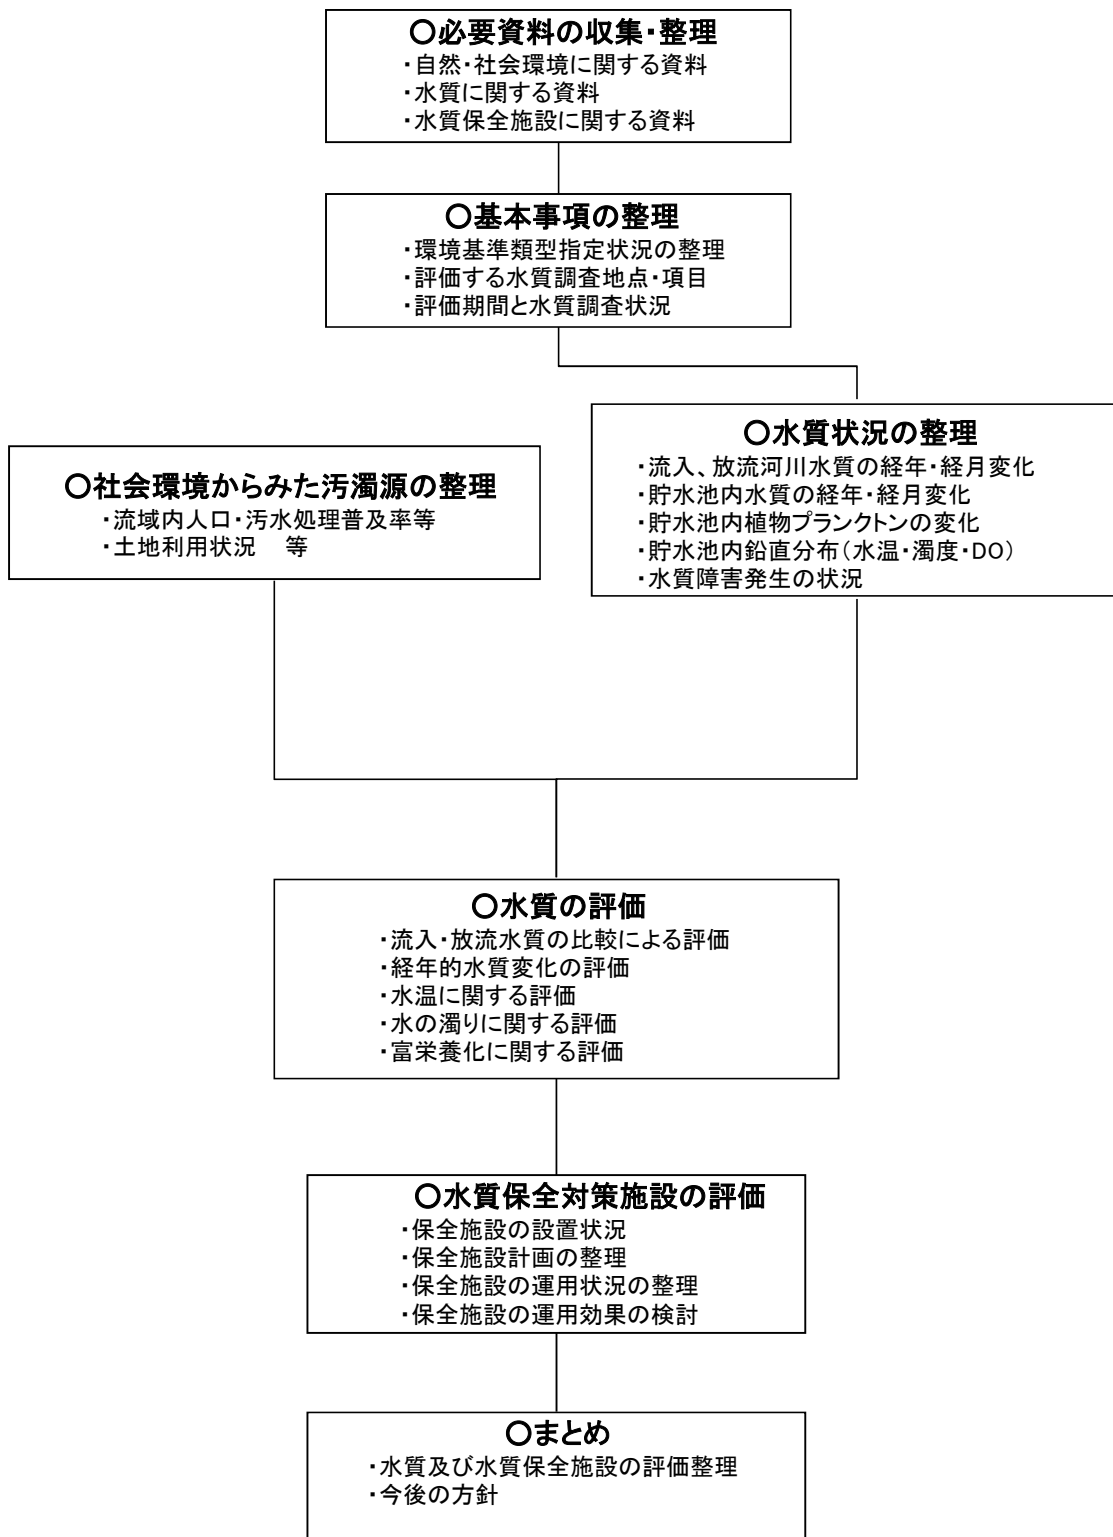 ○必要資料の収集・整理
・自然・社会環境に関する資料
・水質に関する資料
・水質保全施設に関する資料
○基本事項の整理
・環境基準類型指定状況の整理
・評価する水質調査地点・項目
・評価期間と水質調査状況
○社会環境からみた汚濁源の整理
・流域内人口・汚水処理普及率等
・土地利用状況　等
○水質状況の整理
・流入、放流河川水質の経年・経月変化
・貯水池内水質の経年・経月変化
・貯水池内植物プランクトンの変化
・貯水池内鉛直分布(水温・濁度・DO)
・水質障害発生の状況
○水質の評価
・流入・放流水質の比較による評価
・経年的水質変化の評価
・水温に関する評価
・水の濁りに関する評価
・富栄養化に関する評価
○水質保全対策施設の評価
・保全施設の設置状況
・保全施設計画の整理
・保全施設の運用状況の整理
・保全施設の運用効果の検討
○まとめ
・水質及び水質保全施設の評価整理
・今後の方針